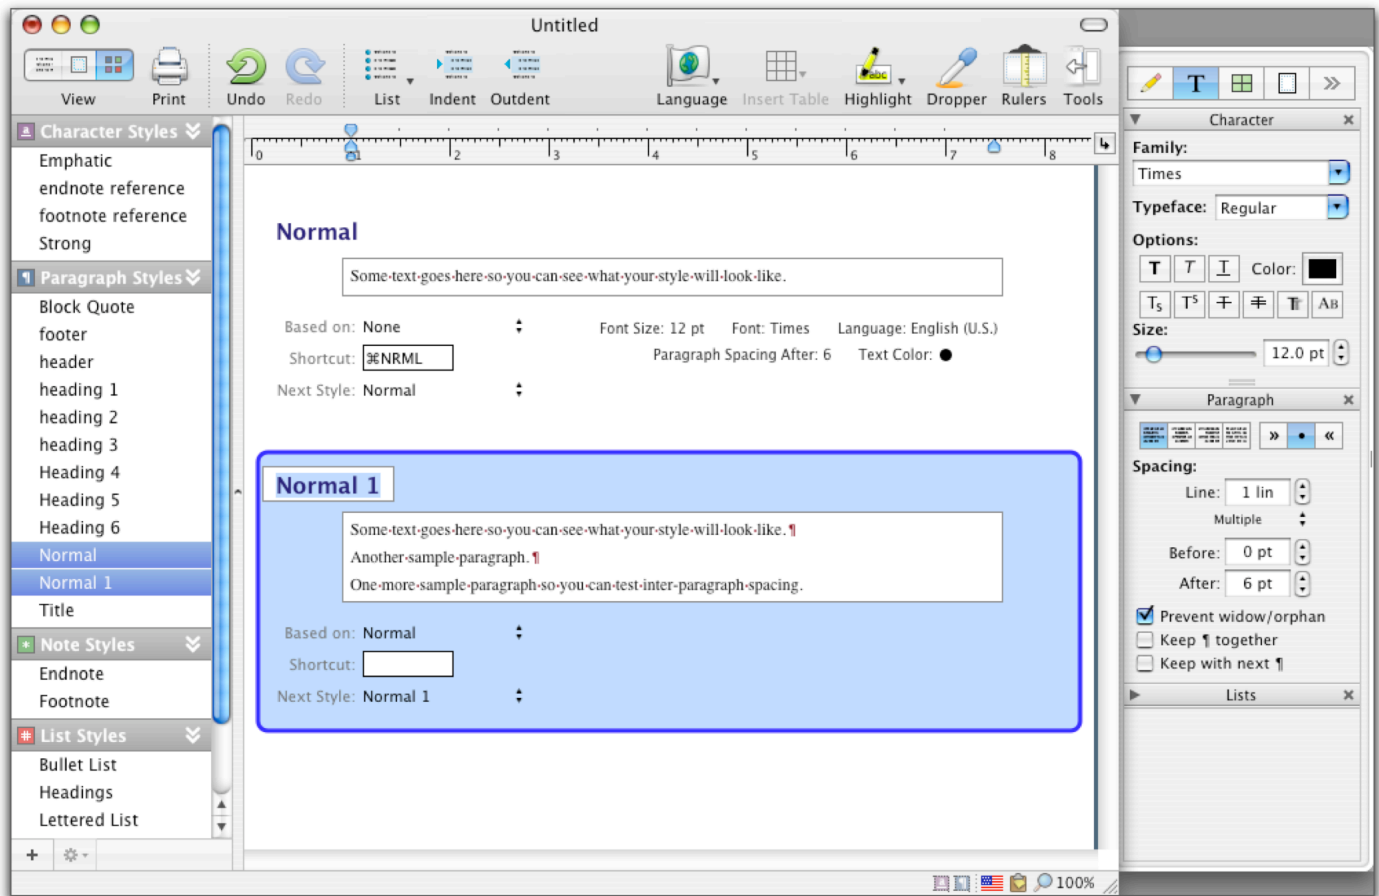 Untitled
View Print Undo Redo List Indent Outdent Language Insert Table Highlight Dropper Rulers Tools
abc
a Character Styles
Emphatic
endnote reference
footnote reference
Strong
¶ Paragraph Styles
Block Quote
footer
header
heading 1
heading 2
heading 3
Heading 4
Heading 5
Heading 6
Normal
Normal 1
Title
* Note Styles
Endnote
Footnote
# List Styles
Bullet List
Headings
Lettered List
0 1 2 3 4 5 6 7 8
Normal
Some·text·goes·here·so·you·can·see·what·your·style·will·look·like.
Based on: None
Shortcut: ⌘NRML
Next Style: Normal
Font Size: 12 pt Font: Times Language: English (U.S.)
Paragraph Spacing After: 6 Text Color:
Normal 1
Some·text·goes·here·so·you·can·see·what·your·style·will·look·like.¶
Another·sample·paragraph.¶
One·more·sample·paragraph·so·you·can·test·inter-paragraph·spacing.
Based on: Normal
Shortcut:
Next Style: Normal 1
100%
T
Character
Family:
Times
Typeface: Regular
Options:
T T T Color:
Ts Ts T T T AB
Size:
12.0 pt
Paragraph
Spacing:
Line: 1 lin
Multiple
Before: 0 pt
After: 6 pt
Prevent widow/orphan
Keep ¶ together
Keep with next ¶
Lists